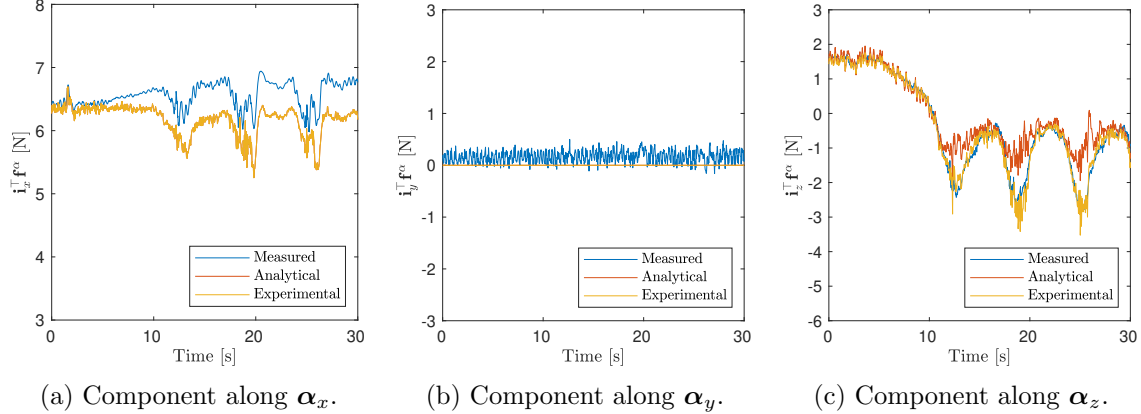 8
7
6
5
4
3
0 10 20 30
Time [s]
i_x^⊤ f^α [N]
Measured
Analytical
Experimental
(a) Component along α_x.
3
2
1
0
-1
-2
-3
0 10 20 30
Time [s]
i_y^⊤ f^α [N]
Measured
Analytical
Experimental
(b) Component along α_y.
3
2
1
0
-1
-2
-3
-4
-5
-6
0 10 20 30
Time [s]
i_z^⊤ f^α [N]
Measured
Analytical
Experimental
(c) Component along α_z.